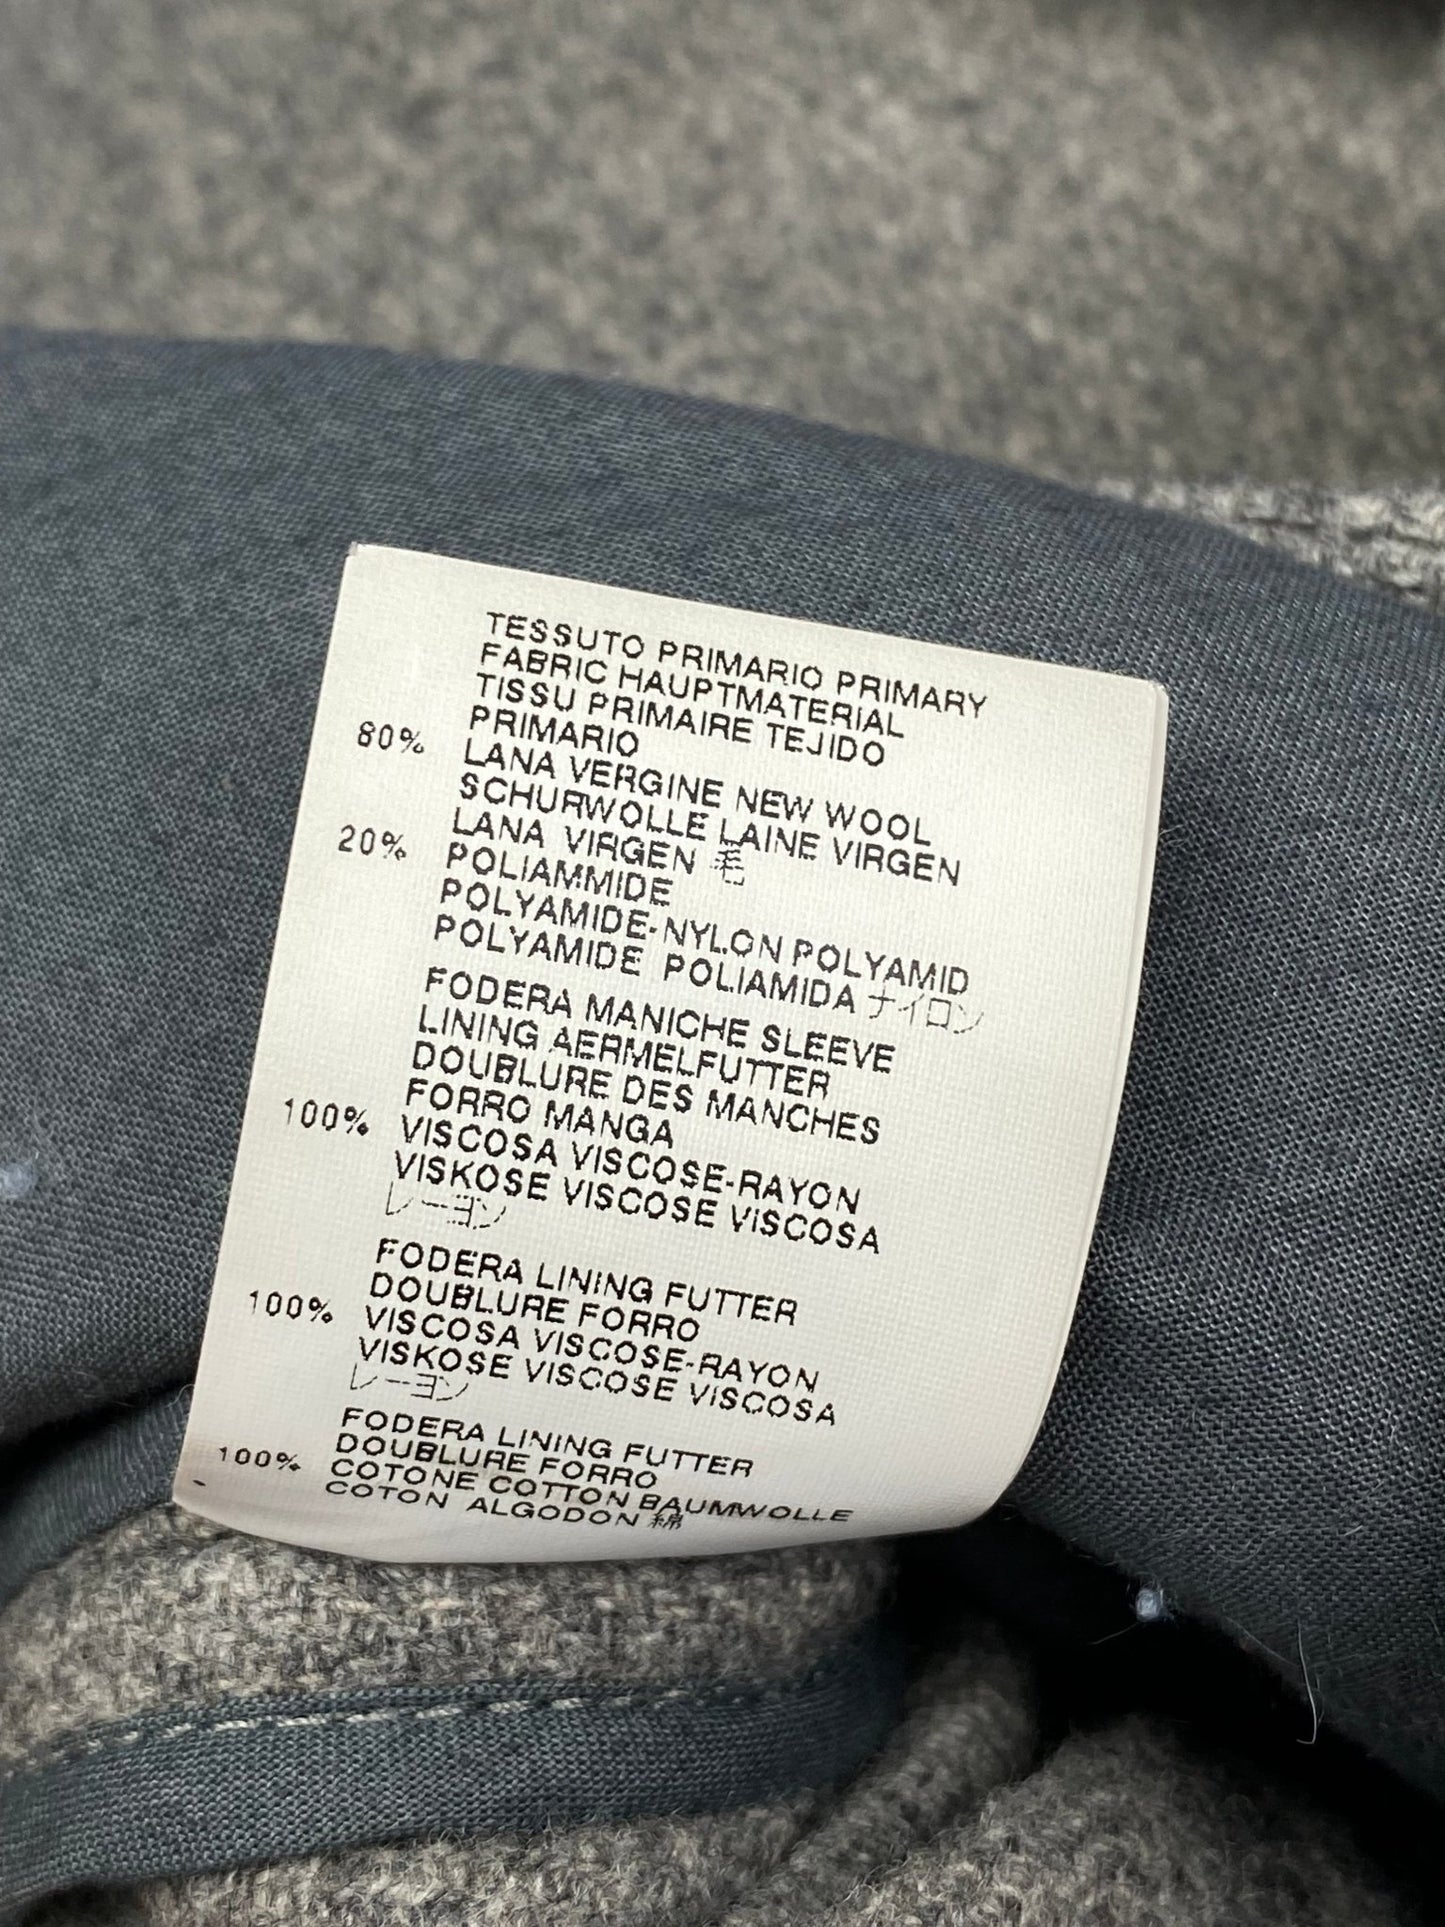 TESSUTO PRIMARIO PRIMARY
FABRIC HAUPTMATERIAL
TISSU PRIMAIRE TEJIDO
PRIMARIO
80% LANA VERGINE NEW WOOL
SCHURWOLLE LAINE VIRGEN
LANA VIRGEN 毛
20% POLIAMMIDE
POLYAMIDE-NYLON POLYAMID
POLYAMIDE POLIAMIDA ナイロン
FODERA MANICHE SLEEVE
LINING AERMELFUTTER
DOUBLURE DES MANCHES
FORRO MANGA
100% VISCOSA VISCOSE-RAYON
VISKOSE VISCOSE VISCOSA
レーヨン
FODERA LINING FUTTER
DOUBLURE FORRO
100% VISCOSA VISCOSE-RAYON
VISKOSE VISCOSE VISCOSA
レーヨン
FODERA LINING FUTTER
DOUBLURE FORRO
100% COTONE COTTON BAUMWOLLE
- COTON ALGODON 綿